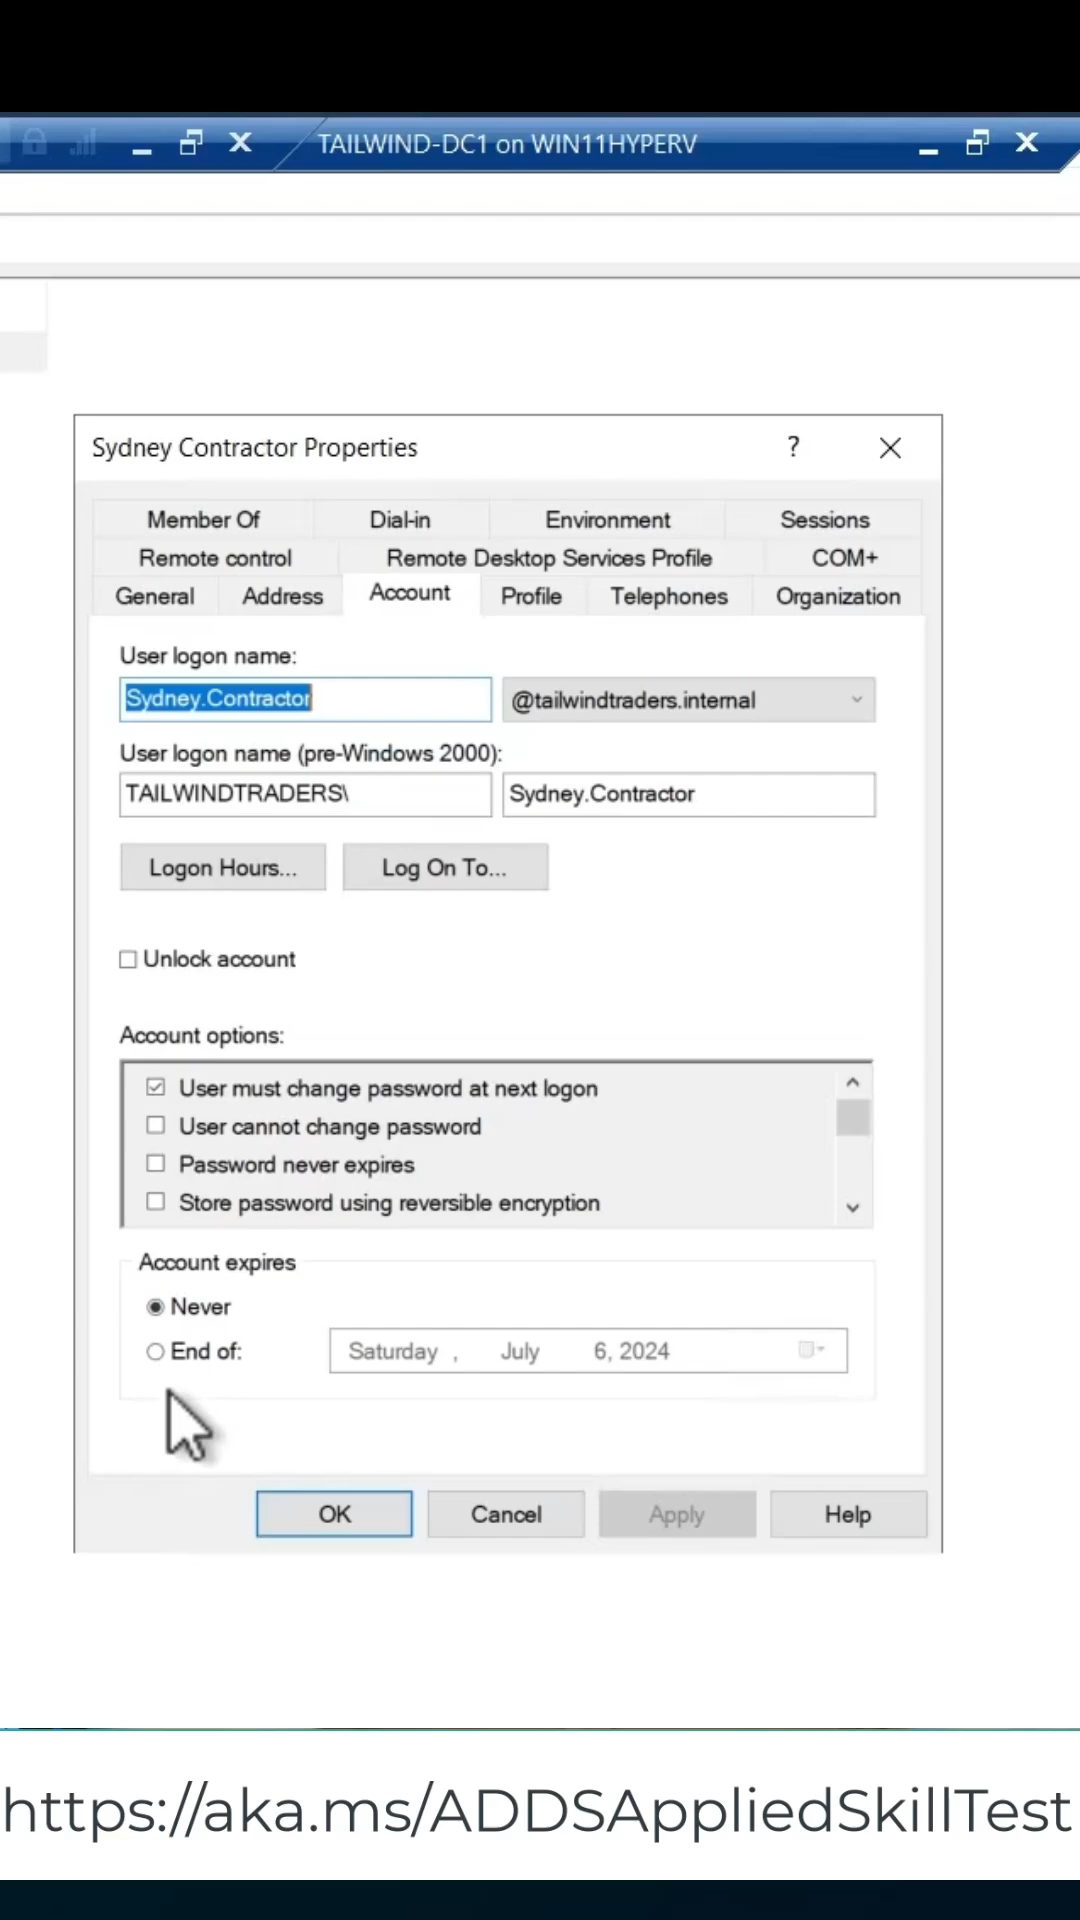 TAILWIND-DC1 on WIN11HYPERV
Sydney Contractor Properties
?
Member Of Dial-in Environment Sessions
Remote control Remote Desktop Services Profile COM+
General Address Account Profile Telephones Organization
User logon name:
Sydney.Contractor @tailwindtraders.internal
User logon name (pre-Windows 2000):
TAILWINDTRADERS\ Sydney.Contractor
Logon Hours... Log On To...
Unlock account
Account options:
User must change password at next logon
User cannot change password
Password never expires
Store password using reversible encryption
Account expires
Never
End of: Saturday , July 6, 2024
OK Cancel Apply Help
https://aka.ms/ADDSAppliedSkillTest